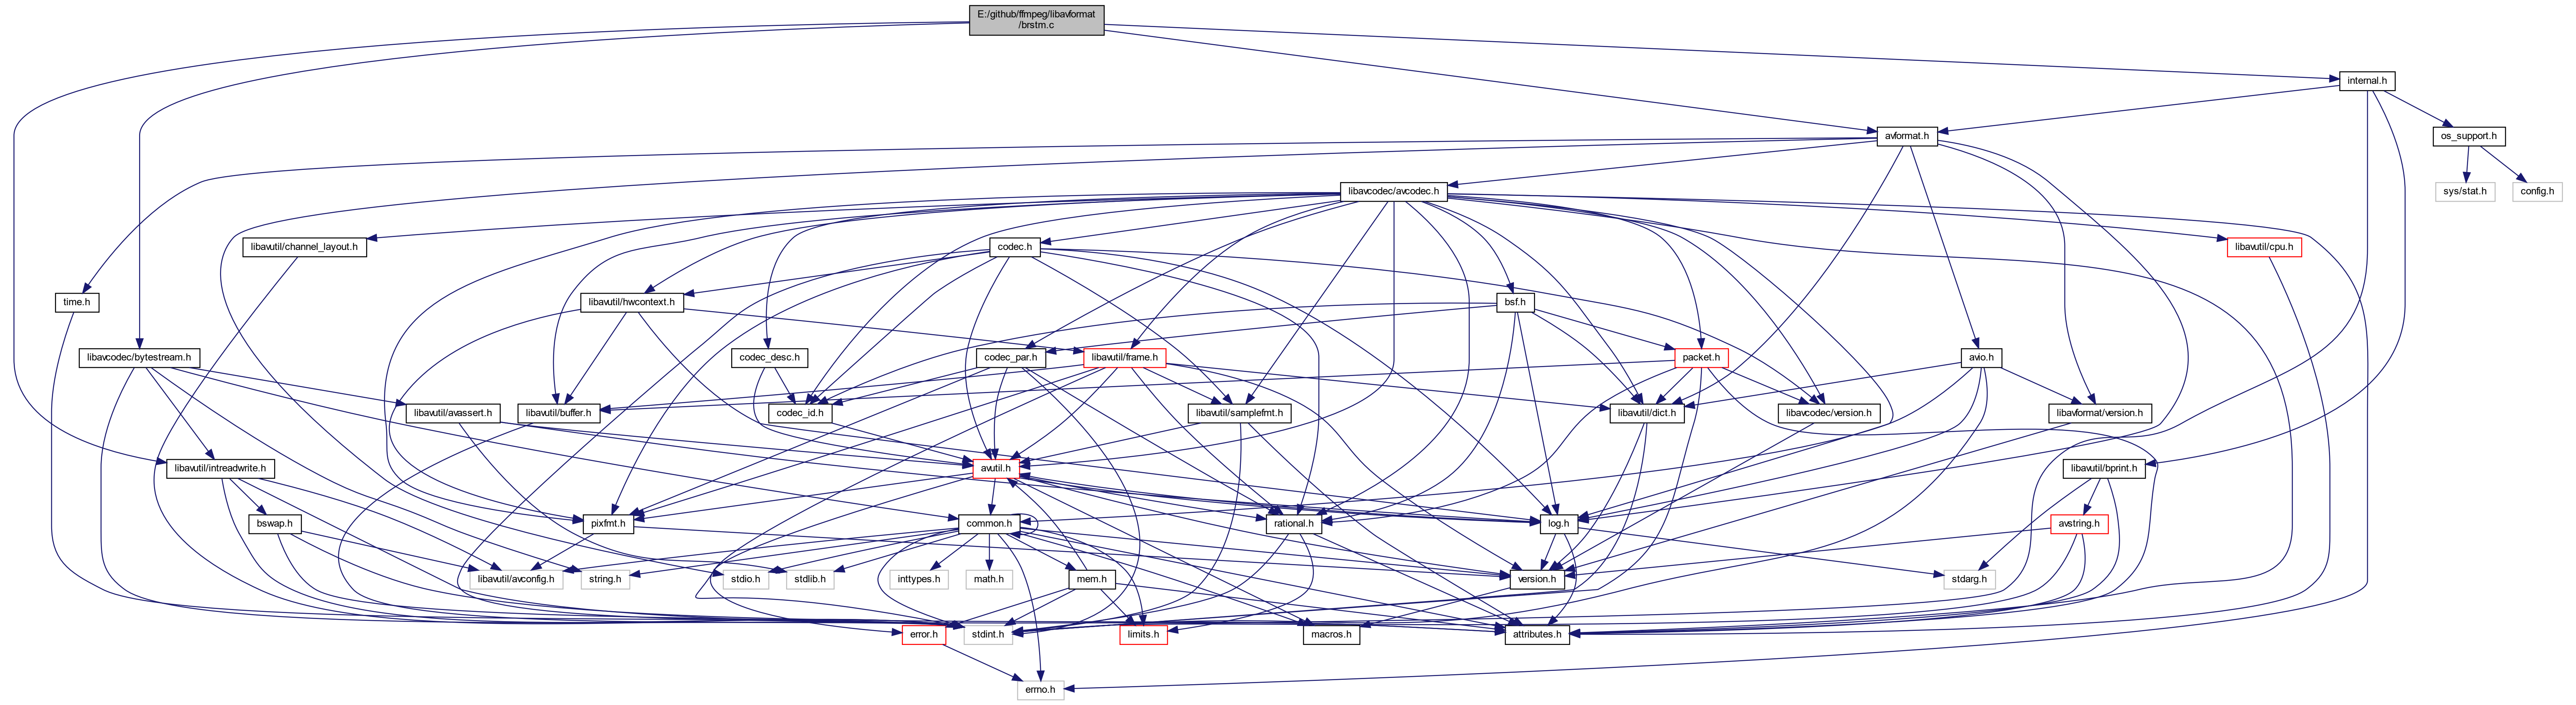 E:/github/ffmpeg/libavformat
/brstm.c
internal.h
avformat.h
os_support.h
libavcodec/avcodec.h
sys/stat.h
config.h
libavutil/channel_layout.h
codec.h
libavutil/cpu.h
time.h
libavutil/hwcontext.h
bsf.h
libavcodec/bytestream.h
codec_desc.h
codec_par.h
libavutil/frame.h
packet.h
avio.h
libavutil/avassert.h
libavutil/buffer.h
codec_id.h
libavutil/samplefmt.h
libavutil/dict.h
libavcodec/version.h
libavformat/version.h
libavutil/intreadwrite.h
avutil.h
libavutil/bprint.h
bswap.h
pixfmt.h
common.h
rational.h
log.h
avstring.h
libavutil/avconfig.h
string.h
stdio.h
stdlib.h
inttypes.h
math.h
mem.h
version.h
stdarg.h
error.h
stdint.h
limits.h
macros.h
attributes.h
errno.h